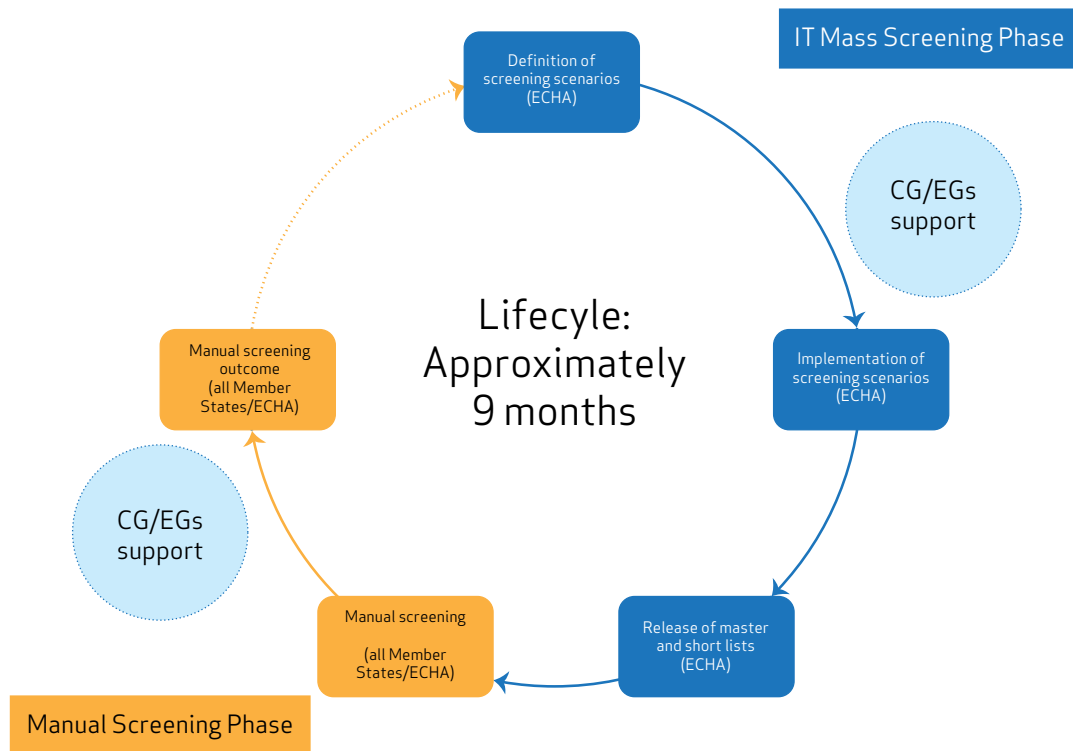 IT Mass Screening Phase
Definition of
screening scenarios
(ECHA)
CG/EGs
support
Lifecyle:
Approximately
9 months
Implementation of
screening scenarios
(ECHA)
Manual screening
outcome
(all Member
States/ECHA)
CG/EGs
support
Manual screening
(all Member
States/ECHA)
Release of master
and short lists
(ECHA)
Manual Screening Phase